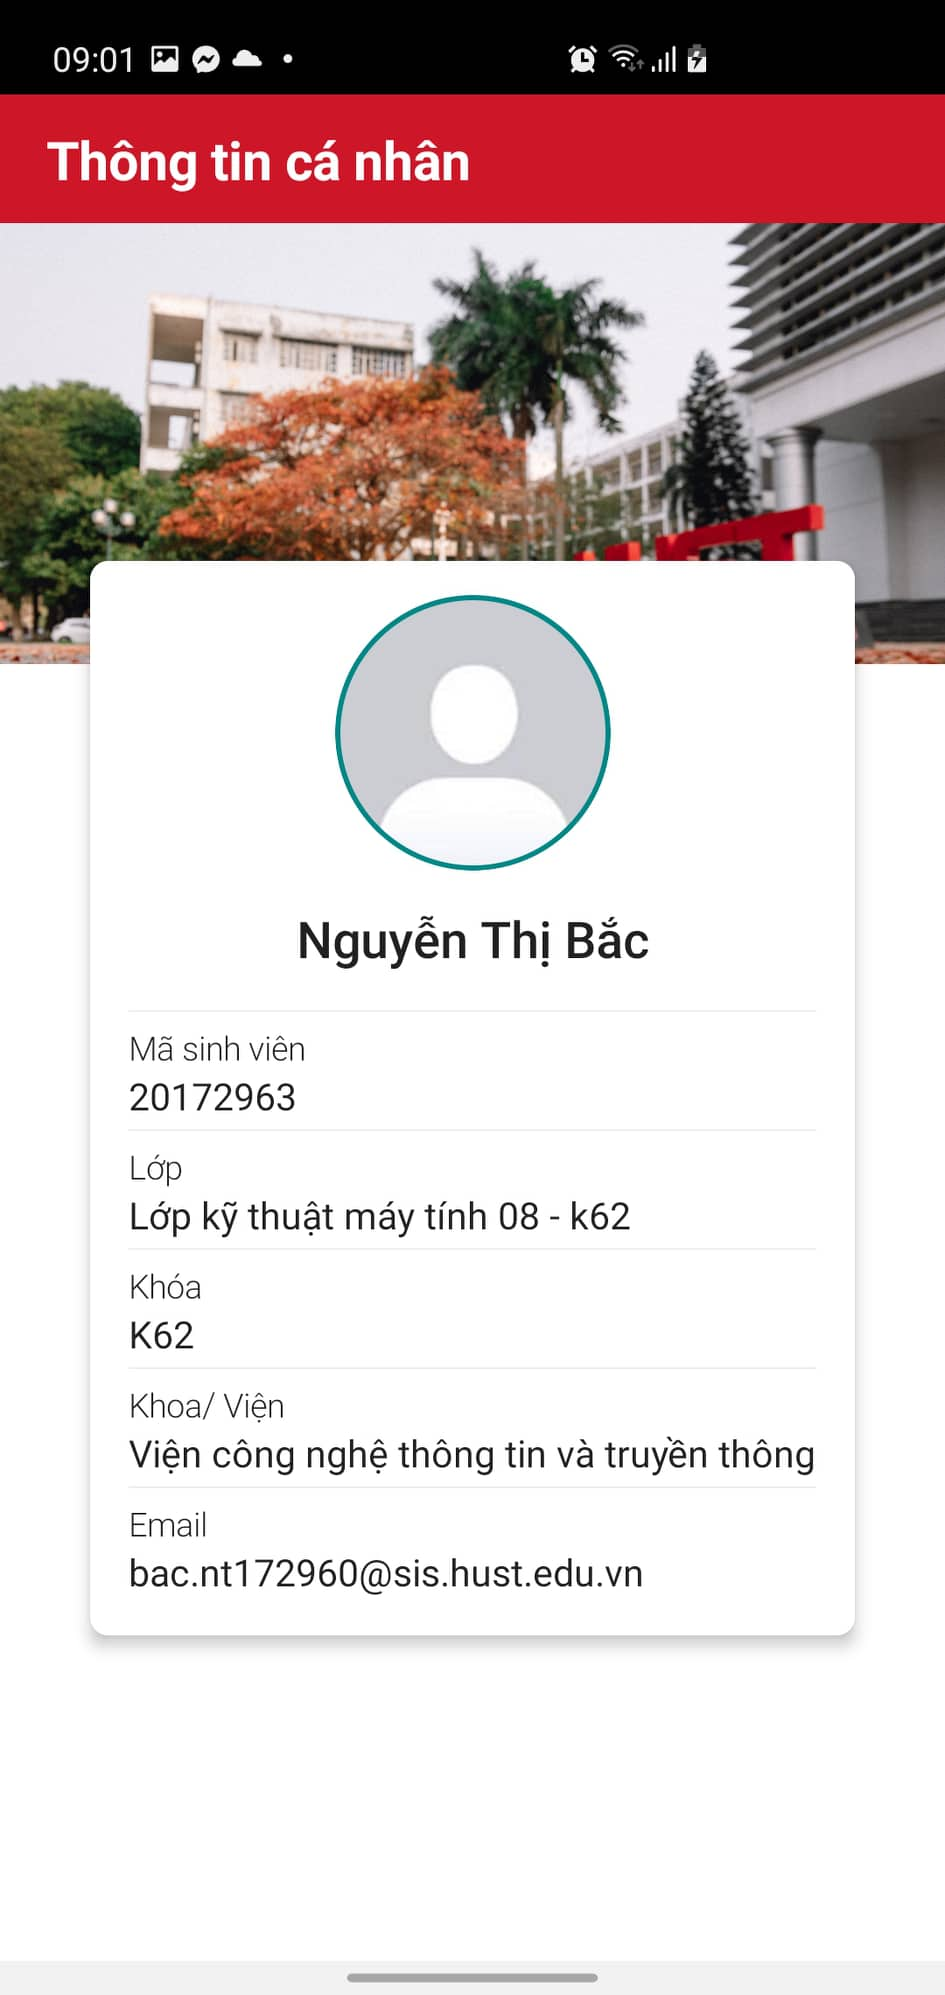 09:01
Thông tin cá nhân
Nguyễn Thị Bắc
Mã sinh viên
20172963
Lớp
Lớp kỹ thuật máy tính 08 - k62
Khóa
K62
Khoa/ Viện
Viện công nghệ thông tin và truyền thông
Email
bac.nt172960@sis.hust.edu.vn